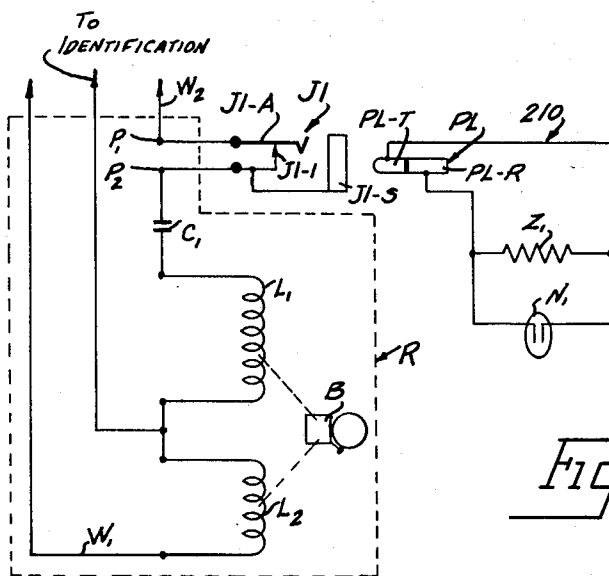 To
Identification
W2
J1-A
J1
P1
P2
J1-1
J1-S
PL-T
PL
210
PL-R
C1
Z1
N1
L1
R
B
L2
W1
FIG